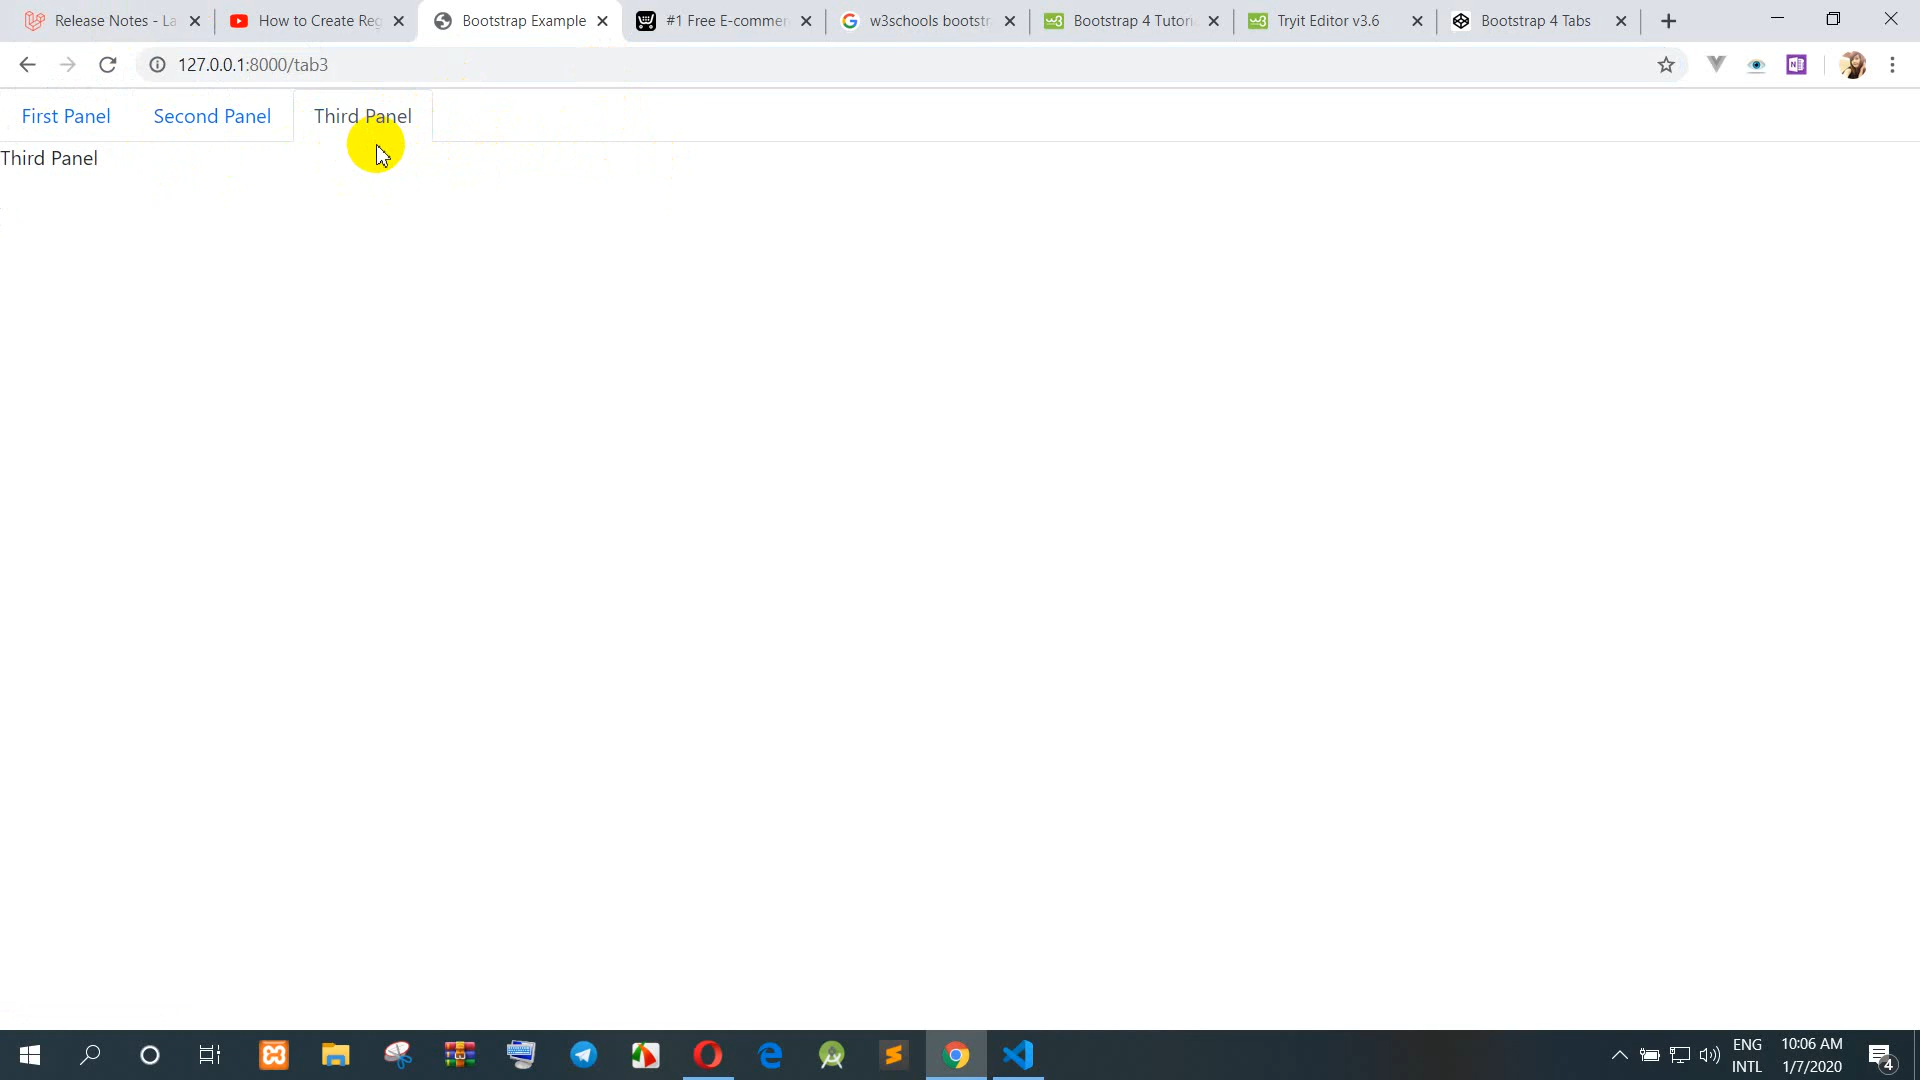 Release Notes - La
How to Create Reg
Bootstrap Example
#1 Free E-commer
w3schools bootstr
Bootstrap 4 Tutori
Tryit Editor v3.6
Bootstrap 4 Tabs
127.0.0.1:8000/tab3
First Panel
Second Panel
Third Panel
Third Panel
ENG
INTL
10:06 AM
1/7/2020
4